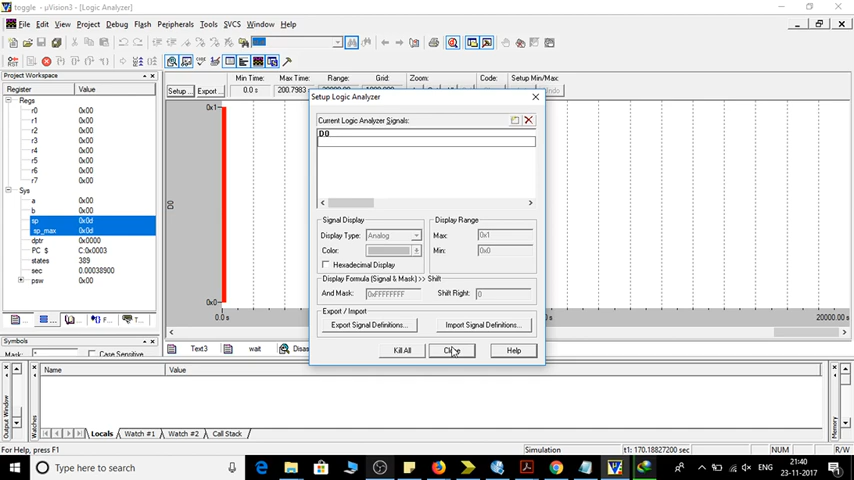 toggle - µVision3 - [Logic Analyzer]
File Edit View Project Debug Flash Peripherals Tools SVCS Window Help
Project Workspace
Register Value
Regs
r0 0x00
r1 0x00
r2 0x00
r3 0x00
r4 0x00
r5 0x00
r6 0x00
r7 0x00
Sys
a 0x00
b 0x00
sp 0x0d
sp_max 0x0d
dptr 0x0000
PC $ C:0x0003
states 389
sec 0.00038900
psw 0x00
Min Time: Max Time: Range: Grid: Zoom: Code: Setup Min/Max:
Setup... Export... 0.0 s 200.7983
0x1
D0
0x0
0.0 s
20000.00 s
Setup Logic Analyzer
Current Logic Analyzer Signals:
D0
Signal Display
Display Range
Display Type: Analog
Max: 0x1
Color:
Min: 0x0
Hexadecimal Display
Display Formula (Signal & Mask) >> Shift
And Mask: 0xFFFFFFFF
Shift Right: 0
Export / Import
Export Signal Definitions...
Import Signal Definitions...
Kill All
Close
Help
Text3 wait Disas
Symbols
Mask: * Case Sensitive
Name Value
Output Window
Watches
Memory
Locals Watch #1 Watch #2 Call Stack
For Help, press F1
Simulation
t1: 170.18827200 sec
NUM
R/W
Type here to search
ENG
21:40
23-11-2017